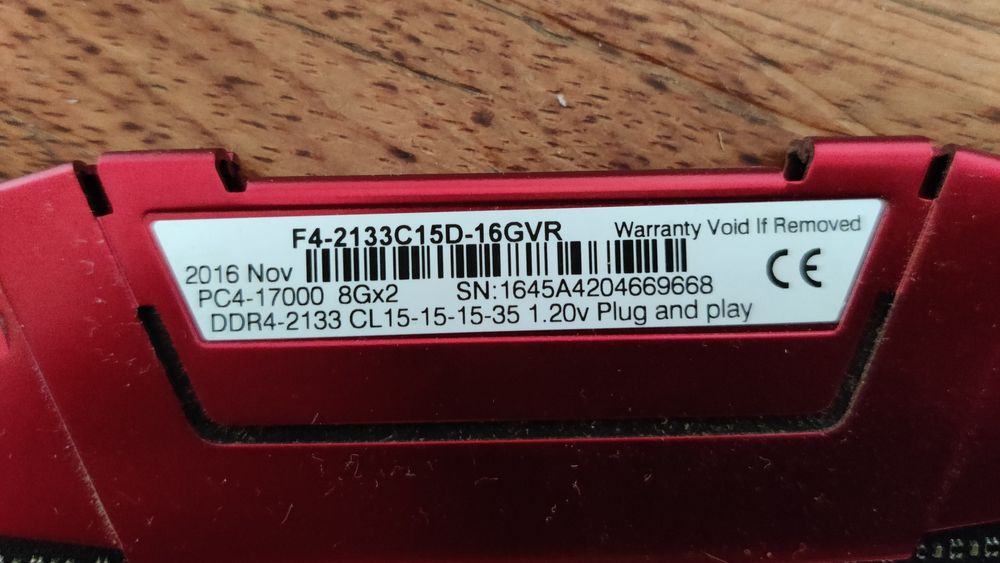 F4-2133C15D-16GVR Warranty Void If Removed
2016 Nov
PC4-17000 8Gx2 SN:1645A4204669668
DDR4-2133 CL15-15-15-35 1.20v Plug and play
CE